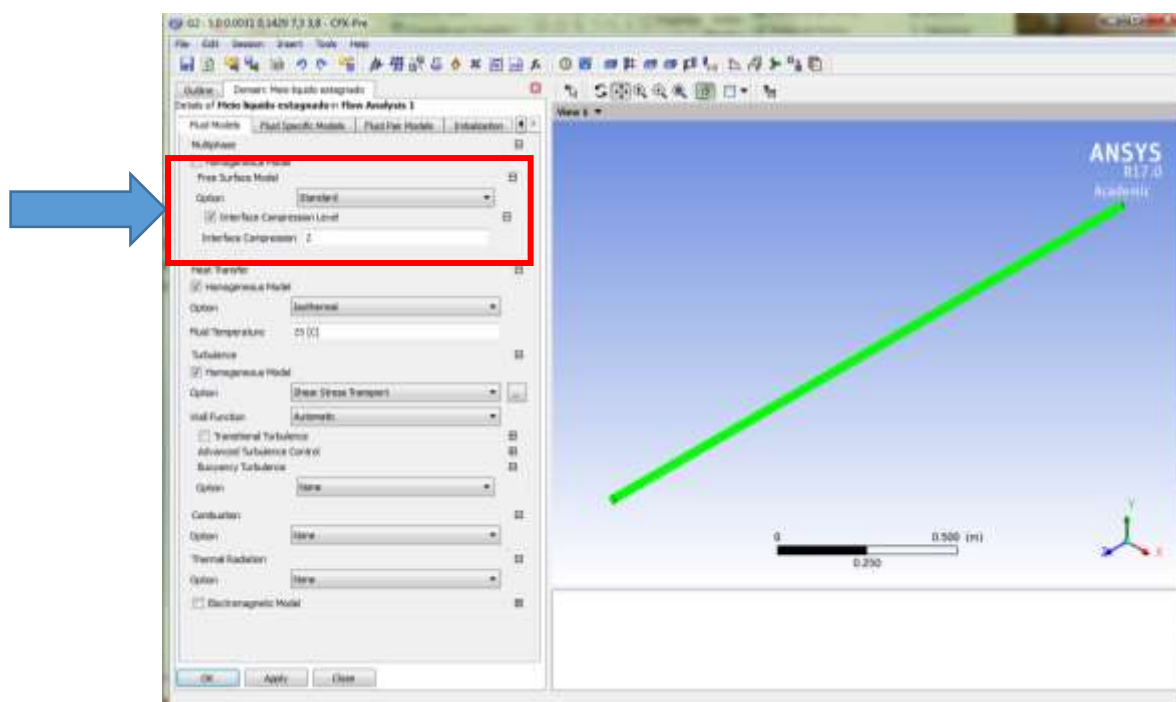 File Edit Session Insert Tools Help
Outline Domain: Meio liquido estagnado
Details of Meio liquido estagnado in Flow Analysis 1
Fluid Models Fluid Specific Models Fluid Pair Models Initialization
Multiphase
Homogeneous Model
Free Surface Model
Option Standard
Interface Compression Level
Interface Compression 2
Heat Transfer
Homogeneous Model
Option Isothermal
Fluid Temperature 25 [C]
Turbulence
Homogeneous Model
Option Shear Stress Transport
Wall Function Automatic
Transitional Turbulence
Advanced Turbulence Control
Buoyancy Turbulence
Option None
Combustion
Option None
Thermal Radiation
Option None
Electromagnetic Model
OK Apply Close
View 1
ANSYS
R17.0
Academic
0 0.500 (m)
0.250
Y
Z X